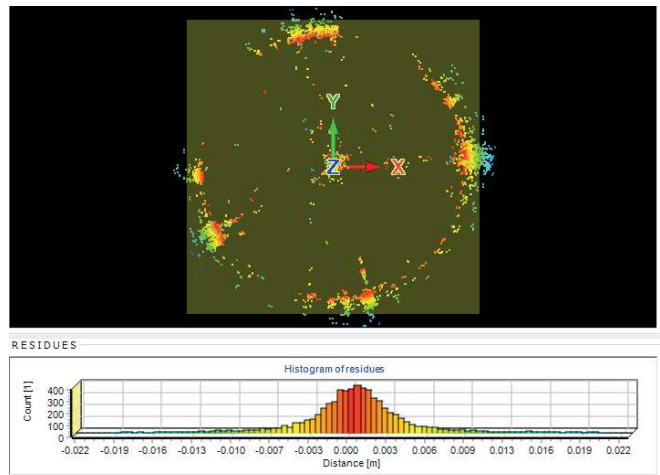 Y
Z X
RESIDUES
Histogram of residues
Count [1]
400
300
200
100
0
-0.022 -0.019 -0.016 -0.013 -0.010 -0.007 -0.003 0.000 0.003 0.006 0.009 0.013 0.016 0.019 0.022
Distance [m]